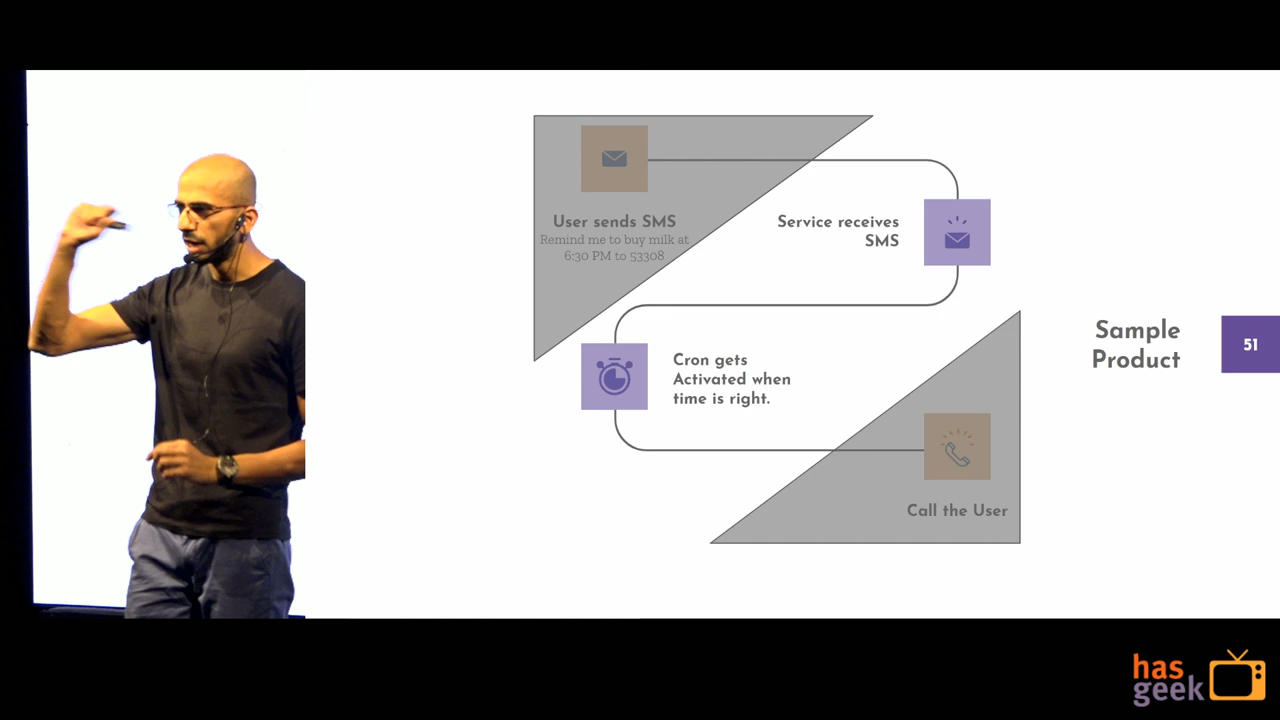 User sends SMS
Remind me to buy milk at
6:30 PM to 53308
Service receives
SMS
Cron gets
Activated when
time is right.
Call the User
Sample
Product
51
has
geek